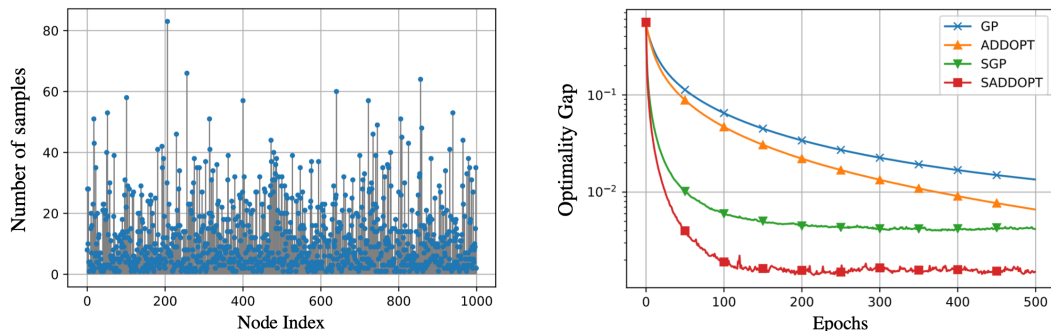 Number of samples
80
60
40
20
0
0 200 400 600 800 1000
Node Index
Optimality Gap
10⁻¹
10⁻²
GP
ADDOPT
SGP
SADDOPT
0 100 200 300 400 500
Epochs